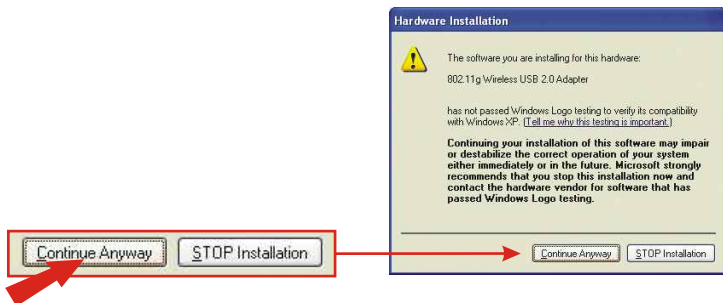 Hardware Installation
The software you are installing for this hardware:
802.11g Wireless USB 2.0 Adapter
has not passed Windows Logo testing to verify its compatibility
with Windows XP. (Tell me why this testing is important.)
Continuing your installation of this software may impair
or destabilize the correct operation of your system
either immediately or in the future. Microsoft strongly
recommends that you stop this installation now and
contact the hardware vendor for software that has
passed Windows Logo testing.
Continue Anyway STOP Installation
Continue Anyway STOP Installation